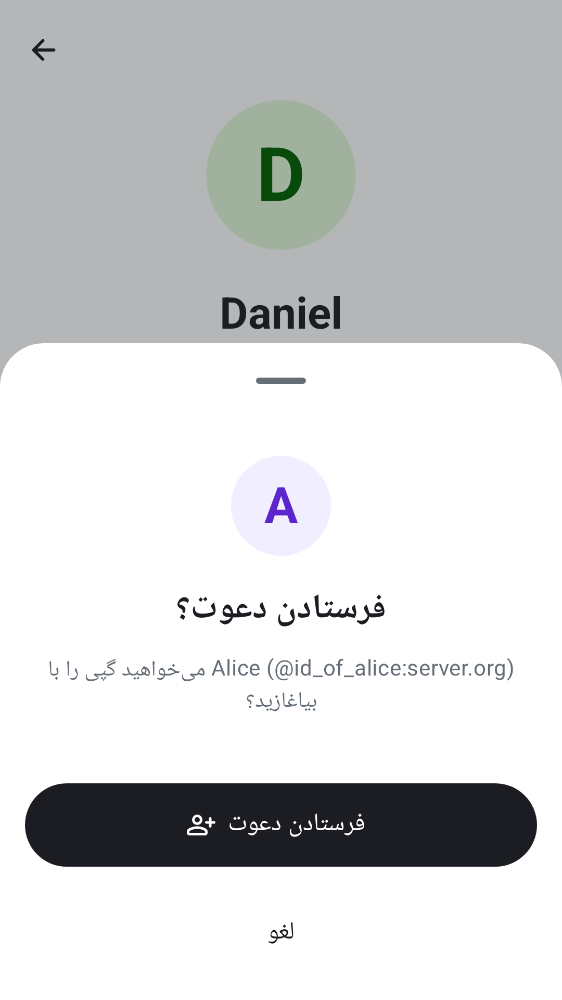 D
Daniel
A
فرستادن دعوت؟
می‌خواهید گپی را با Alice (@id_of_alice:server.org)
بیاغازید؟
فرستادن دعوت
لغو